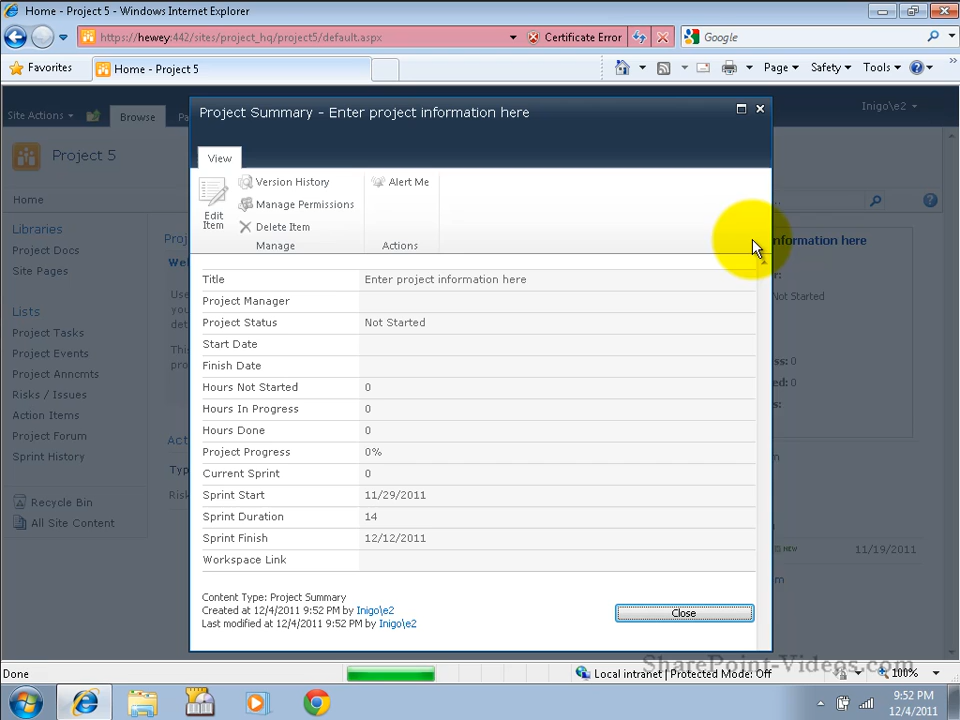 Home - Project 5 - Windows Internet Explorer
https://hewey:442/sites/project_hq/project5/default.aspx
Certificate Error
Google
Favorites
Home - Project 5
Page
Safety
Tools
Site Actions
Browse
Pa
Inigo\e2
Project Summary - Enter project information here
View
Edit
Item
Version History
Manage Permissions
Delete Item
Manage
Alert Me
Actions
Project 5
Home
Libraries
Project Docs
Site Pages
Lists
Project Tasks
Project Events
Project Anncmts
Risks / Issues
Action Items
Project Forum
Sprint History
Recycle Bin
All Site Content
Title Enter project information here
Project Manager
Project Status Not Started
Start Date
Finish Date
Hours Not Started 0
Hours In Progress 0
Hours Done 0
Project Progress 0%
Current Sprint 0
Sprint Start 11/29/2011
Sprint Duration 14
Sprint Finish 12/12/2011
Workspace Link
Content Type: Project Summary
Created at 12/4/2011 9:52 PM by Inigo\e2
Last modified at 12/4/2011 9:52 PM by Inigo\e2
Close
nformation here
Not Started
NEW
11/19/2011
SharePoint-Videos.com
Done
Local intranet | Protected Mode: Off
100%
9:52 PM
12/4/2011